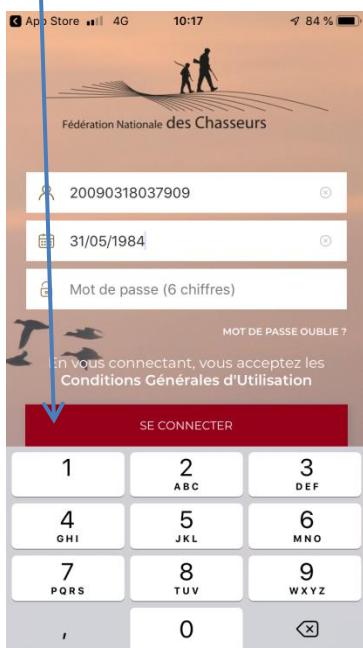 App Store 4G 10:17 84 %
Fédération Nationale des Chasseurs
20090318037909
31/05/1984
Mot de passe (6 chiffres)
MOT DE PASSE OUBLIE ?
En vous connectant, vous acceptez les
Conditions Générales d'Utilisation
SE CONNECTER
1 2 3
ABC DEF
4 5 6
GHI JKL MNO
7 8 9
PQRS TUV WXYZ
, 0